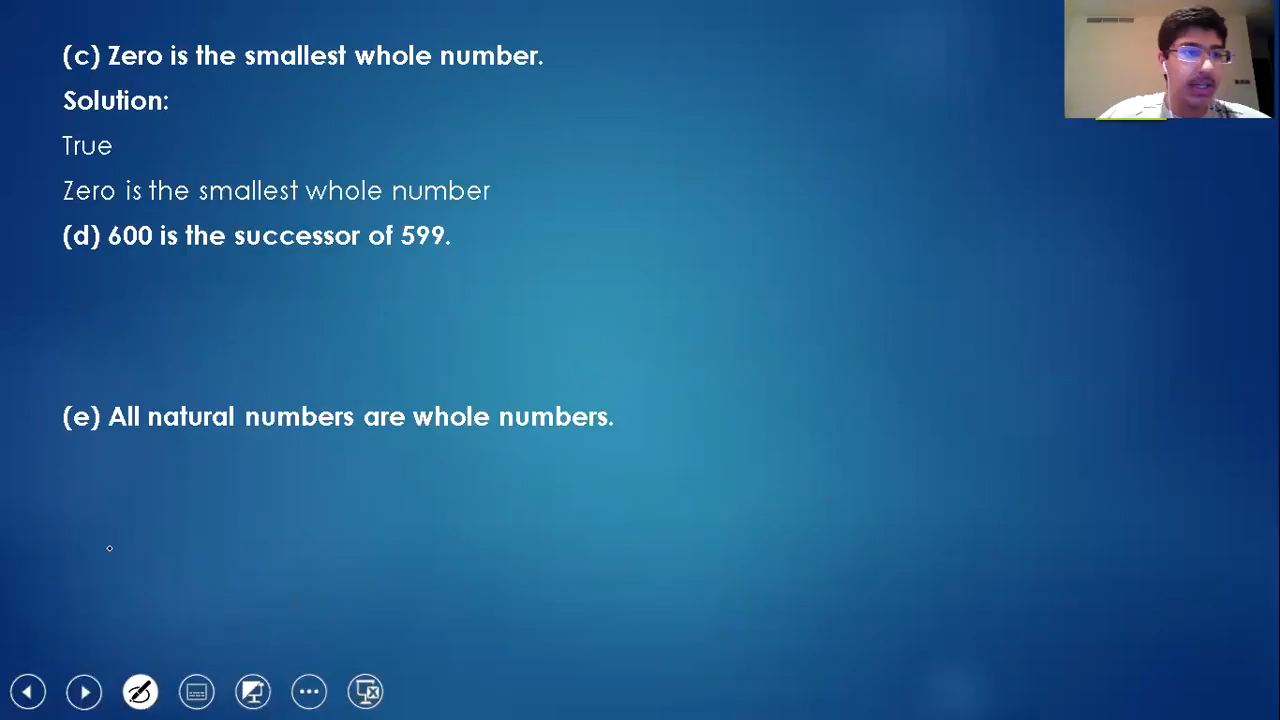 (c) Zero is the smallest whole number.
Solution:
True
Zero is the smallest whole number
(d) 600 is the successor of 599.
(e) All natural numbers are whole numbers.